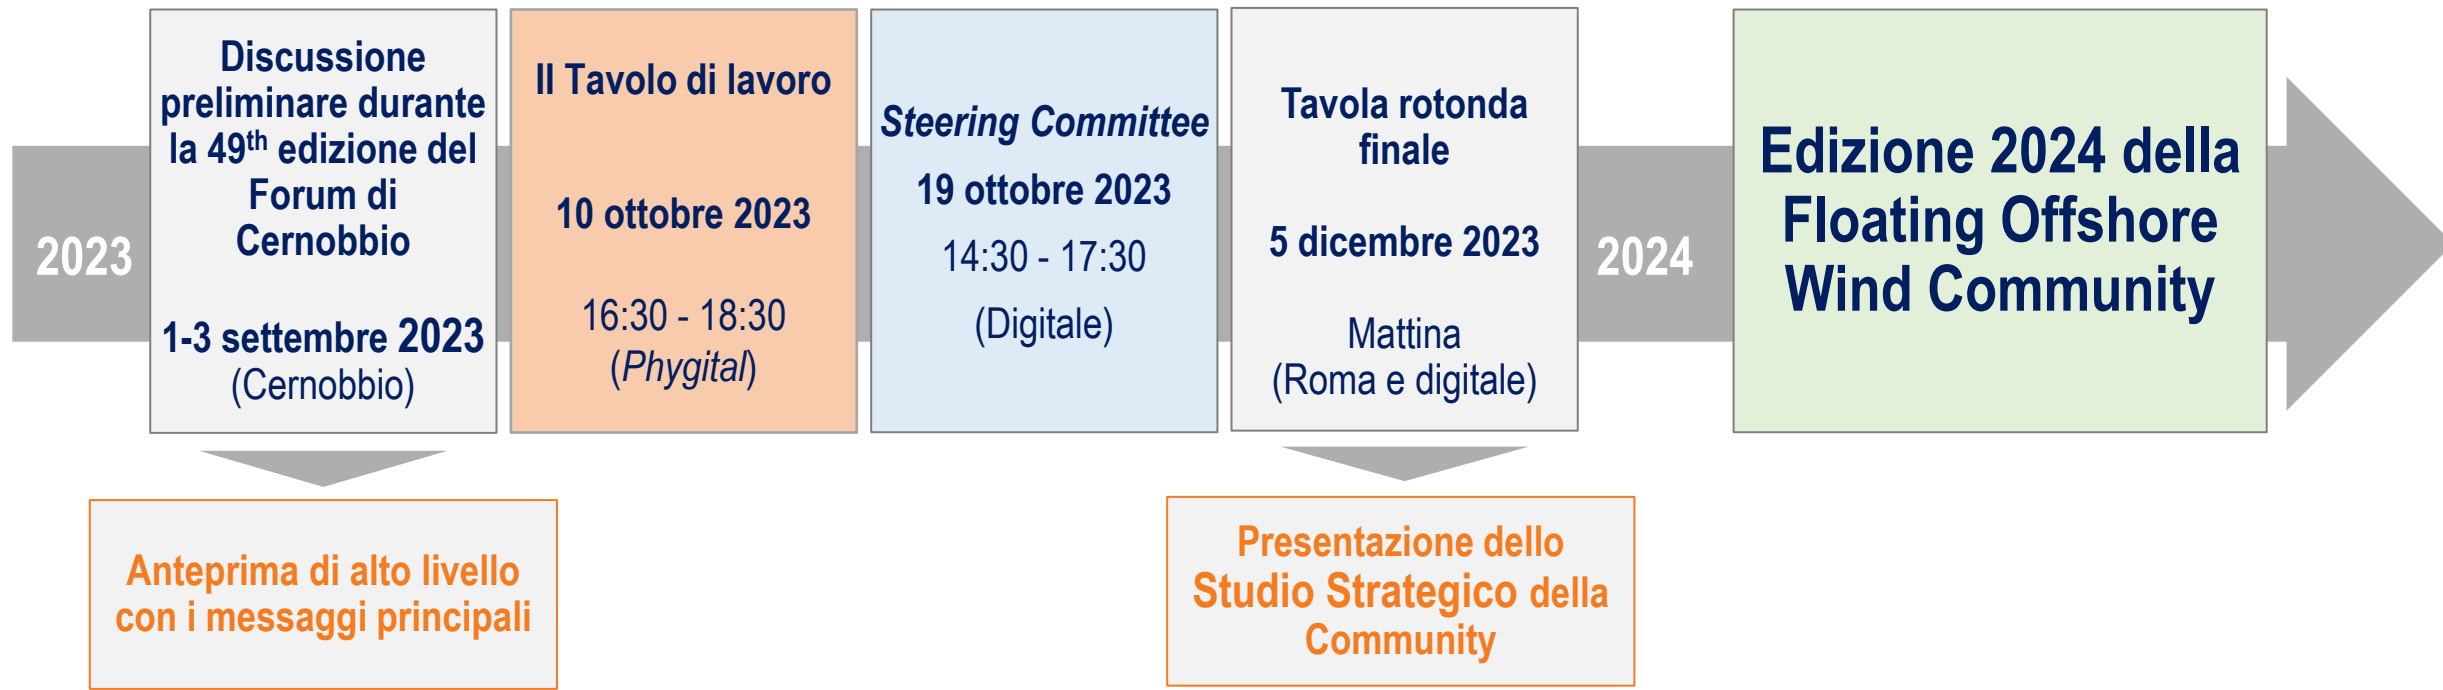 2023
Discussione
preliminare durante
la 49th edizione del
Forum di
Cernobbio
1-3 settembre 2023
(Cernobbio)
II Tavolo di lavoro
10 ottobre 2023
16:30 - 18:30
(Phygital)
Steering Committee
19 ottobre 2023
14:30 - 17:30
(Digitale)
Tavola rotonda
finale
5 dicembre 2023
Mattina
(Roma e digitale)
2024
Edizione 2024 della
Floating Offshore
Wind Community
Anteprima di alto livello
con i messaggi principali
Presentazione dello
Studio Strategico della
Community